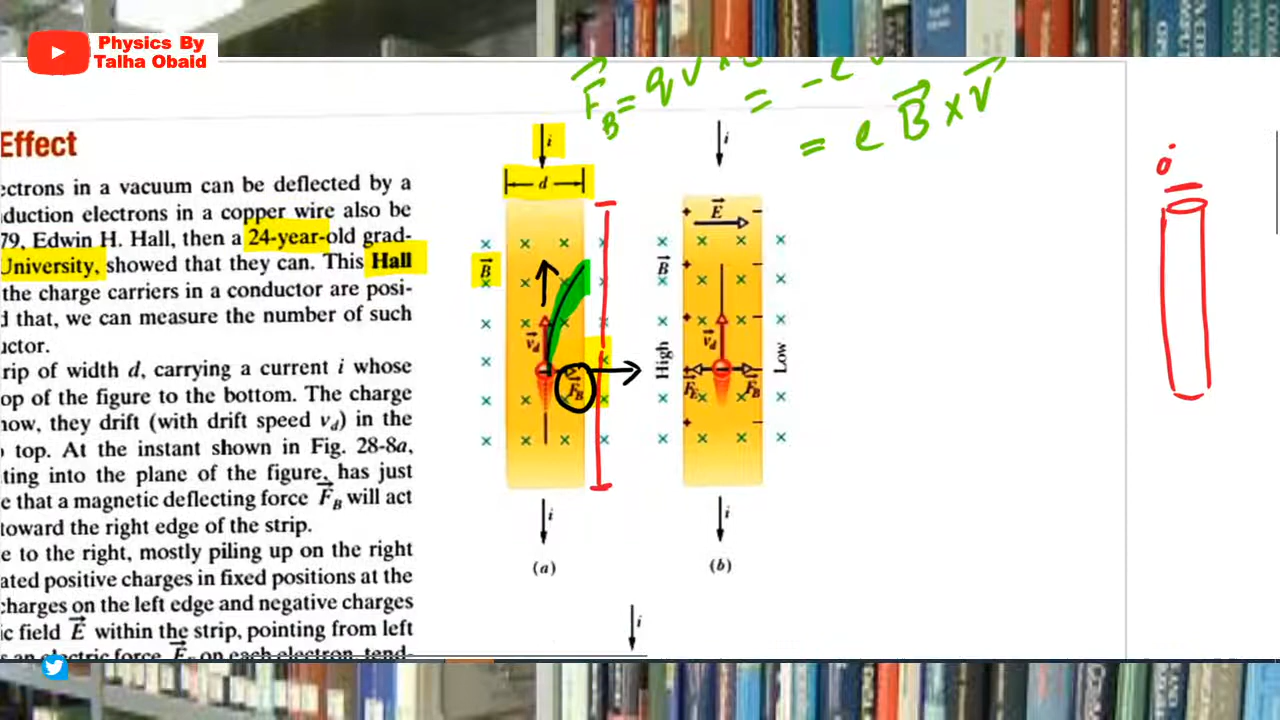 Physics By
Talha Obaid
Effect
ectrons in a vacuum can be deflected by a
duction electrons in a copper wire also be
79, Edwin H. Hall, then a 24-year-old grad-
University, showed that they can. This Hall
the charge carriers in a conductor are posi-
d that, we can measure the number of such
uctor.
rip of width d, carrying a current i whose
op of the figure to the bottom. The charge
now, they drift (with drift speed v_d) in the
top. At the instant shown in Fig. 28-8a,
ting into the plane of the figure, has just
e that a magnetic deflecting force F_B will act
toward the right edge of the strip.
e to the right, mostly piling up on the right
ated positive charges in fixed positions at the
charges on the left edge and negative charges
ic field E within the strip, pointing from left
F_B = qv ×
= -e
= e B × v
i
d
B
v_d
F_B
i
(a)
i
E
B
High
Low
v_d
F_E
F_B
i
(b)
i
i